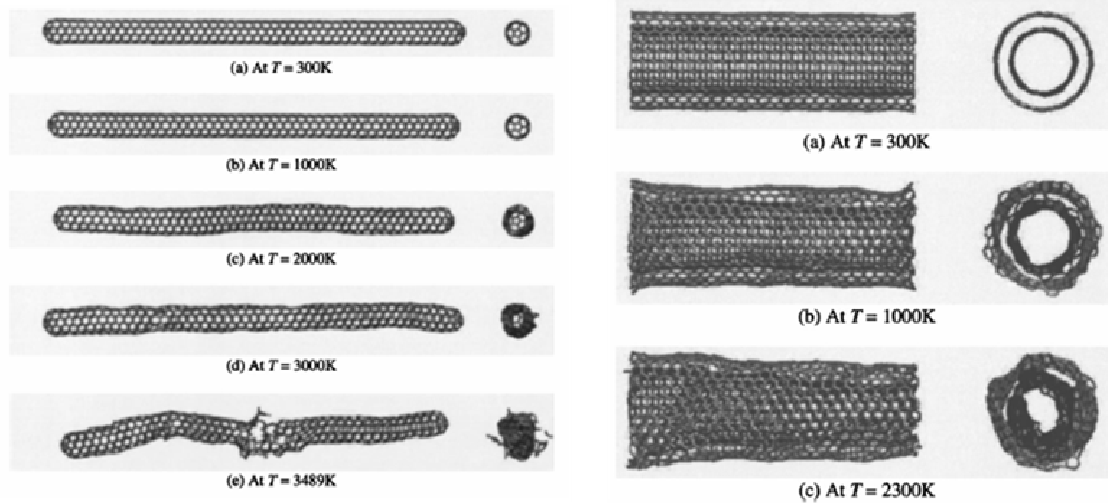 (a) At T = 300K
(b) At T = 1000K
(c) At T = 2000K
(d) At T = 3000K
(e) At T = 3489K
(a) At T = 300K
(b) At T = 1000K
(c) At T = 2300K